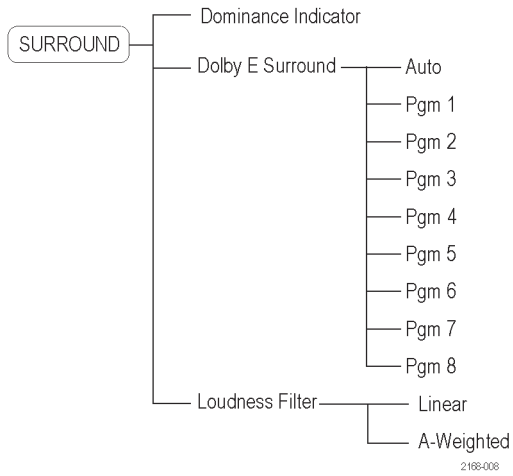 SURROUND
Dominance Indicator
Dolby E Surround
Auto
Pgm 1
Pgm 2
Pgm 3
Pgm 4
Pgm 5
Pgm 6
Pgm 7
Pgm 8
Loudness Filter
Linear
A-Weighted
2168-008